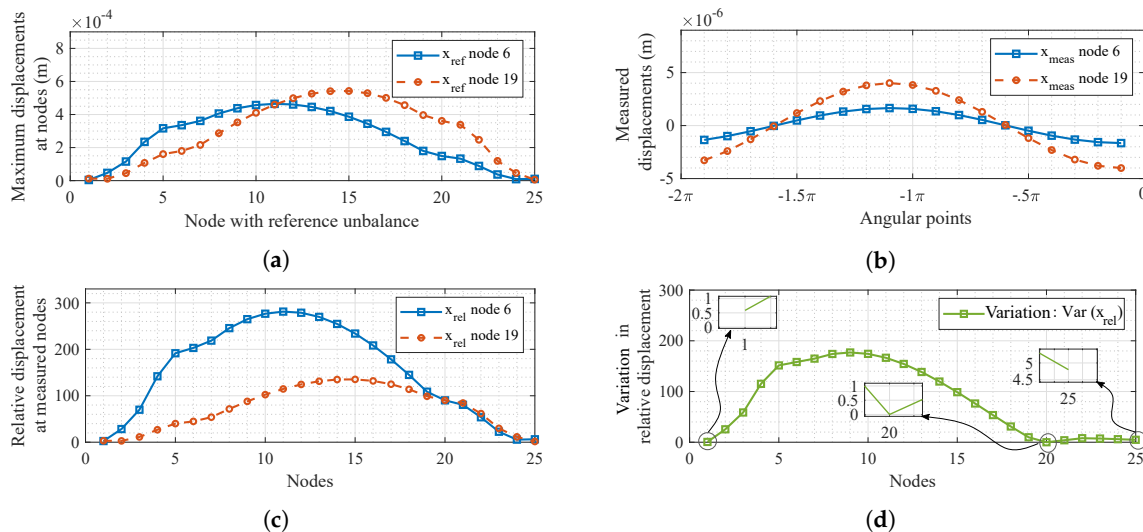 ×10-4
Maximum displacements
at nodes (m)
8
6
4
2
0
x_ref node 6
x_ref node 19
0 5 10 15 20 25
Node with reference unbalance
(a)
×10-6
Measured
displacements (m)
5
0
-5
x_meas node 6
x_meas node 19
-2π -1.5π -1π -.5π 0
Angular points
(b)
Relative displacement
at measured nodes
300
200
100
0
x_rel node 6
x_rel node 19
0 5 10 15 20 25
Nodes
(c)
Variation in
relative displacement
300
200
100
0
Variation: Var (x_rel)
1
0.5
0
1
1
0.5
0
20
5
4.5
25
0 5 10 15 20 25
Nodes
(d)